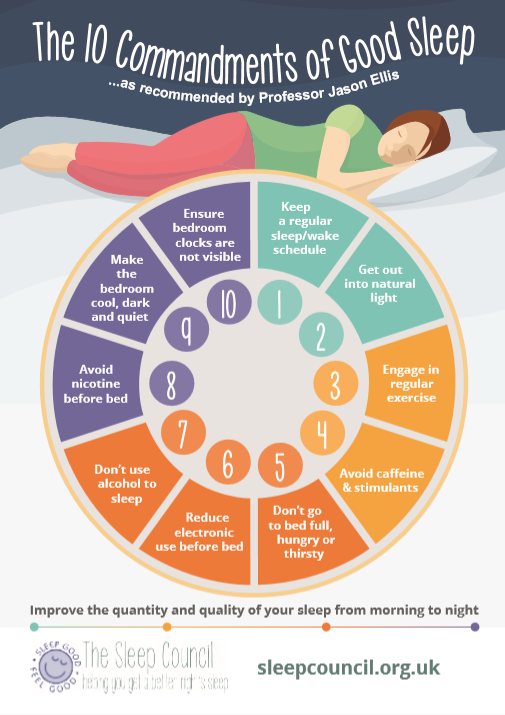 The 10 Commandments of Good Sleep
...as recommended by Professor Jason Ellis
Keep
a regular
sleep/wake
schedule
1
Get out
into natural
light
2
Engage in
regular
exercise
3
Avoid caffeine
& stimulants
4
Don't go
to bed full,
hungry or
thirsty
5
Reduce
electronic
use before bed
6
Don't use
alcohol to
sleep
7
Avoid
nicotine
before bed
8
Make
the
bedroom
cool, dark
and quiet
9
Ensure
bedroom
clocks are
not visible
10
Improve the quantity and quality of your sleep from morning to night
SLEEP GOOD
FEEL GOOD
The Sleep Council
helping you get a better night's sleep
sleepcouncil.org.uk